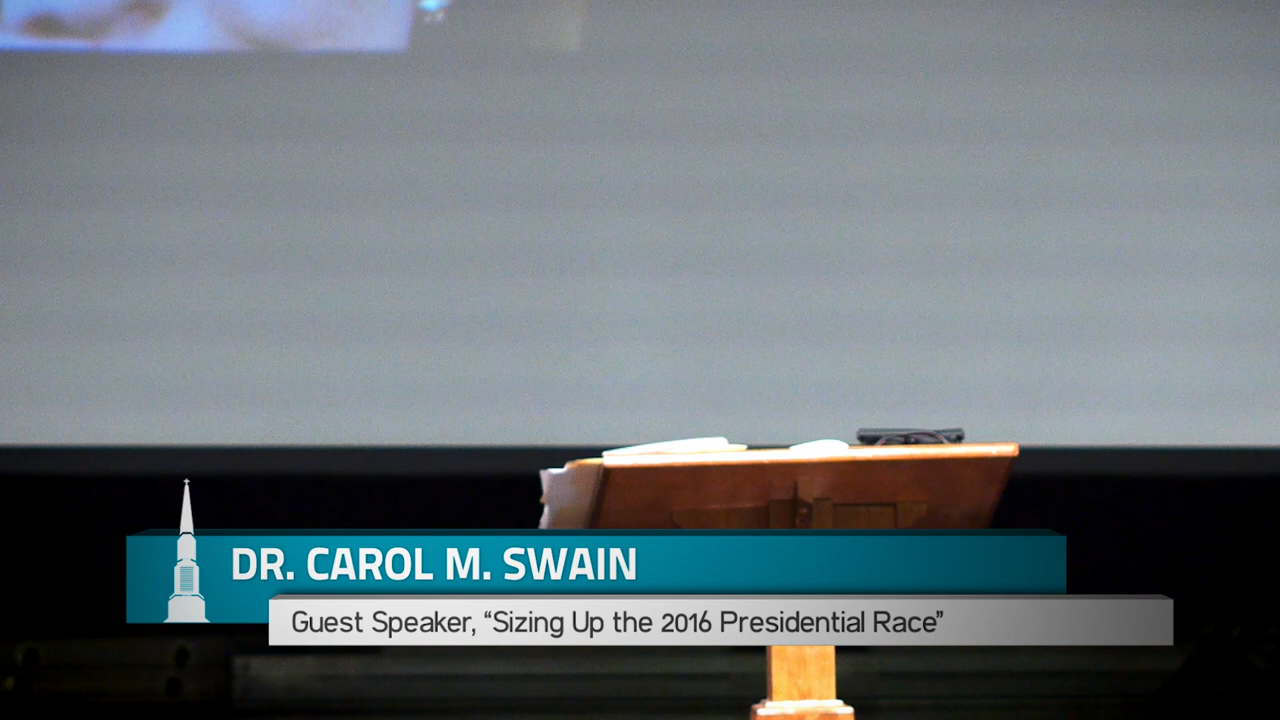 DR. CAROL M. SWAIN
Guest Speaker, “Sizing Up the 2016 Presidential Race”